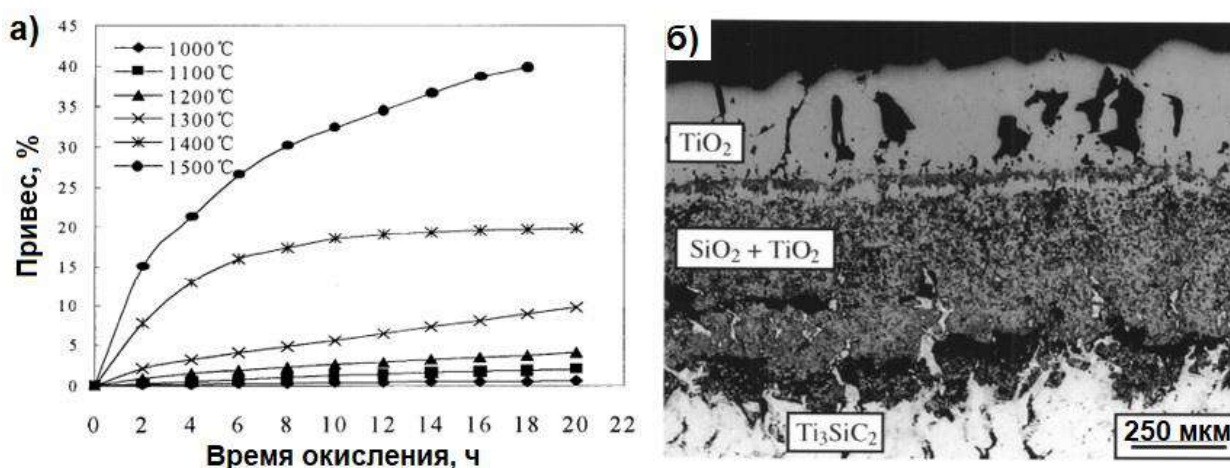 а)
45
40
35
30
25
20
15
10
5
0
Привес, %
1000℃
1100℃
1200℃
1300℃
1400℃
1500℃
0 2 4 6 8 10 12 14 16 18 20 22
Время окисления, ч
б)
TiO₂
SiO₂ + TiO₂
Ti₃SiC₂
250 мкм